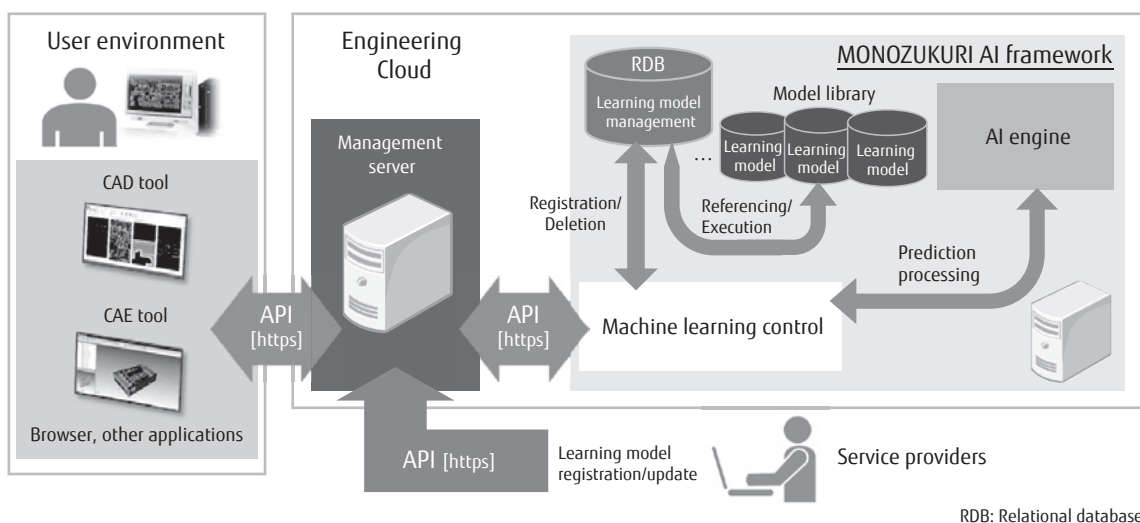 User environment
CAD tool
CAE tool
Browser, other applications
API
[https]
Engineering
Cloud
Management
server
API
[https]
API [https]
Learning model
registration/update
Service providers
MONOZUKURI AI framework
RDB
Learning model
management
Model library
...
Learning
model
Learning
model
Learning
model
AI engine
Registration/
Deletion
Referencing/
Execution
Prediction
processing
Machine learning control
RDB: Relational database